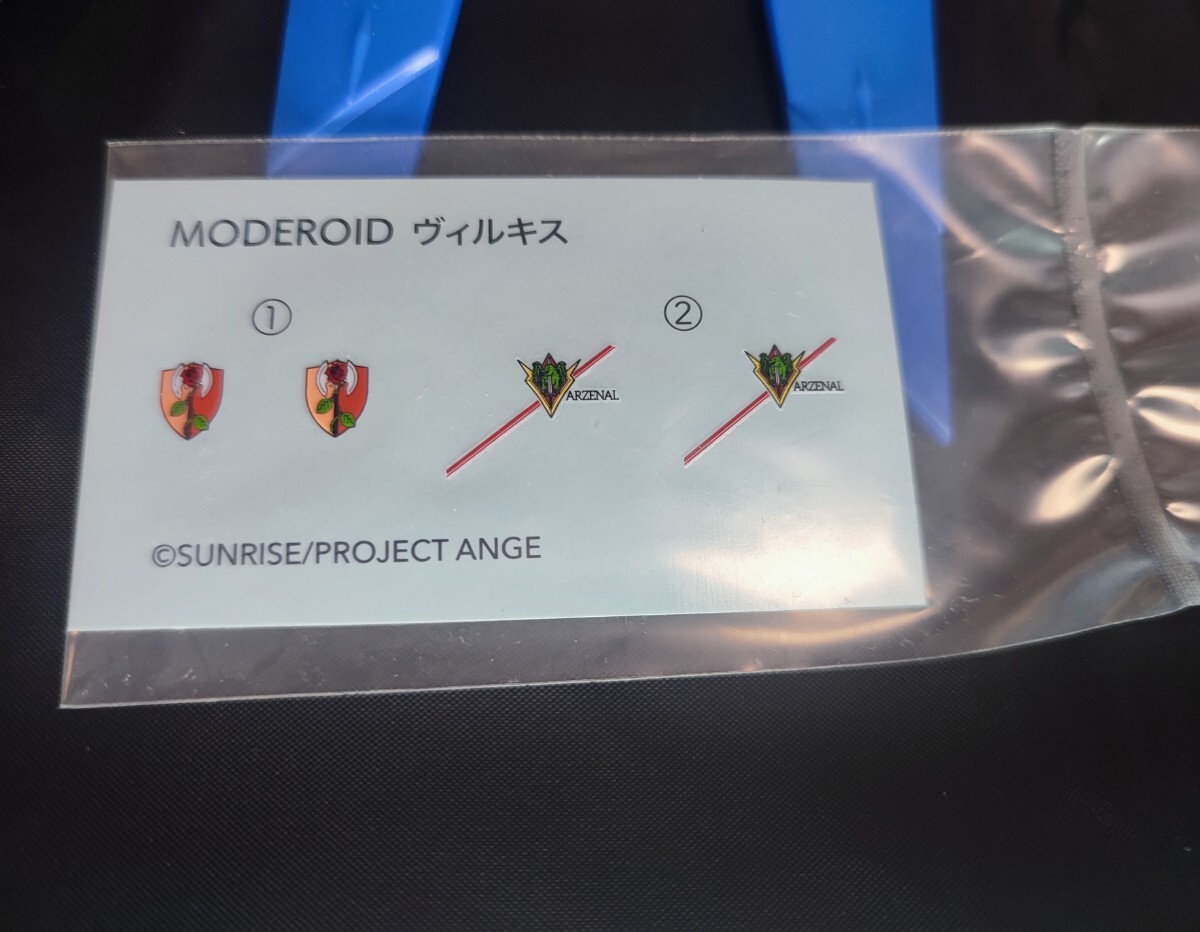 MODEROID ヴィルキス
① ②
ARZENAL ARZENAL
©SUNRISE/PROJECT ANGE